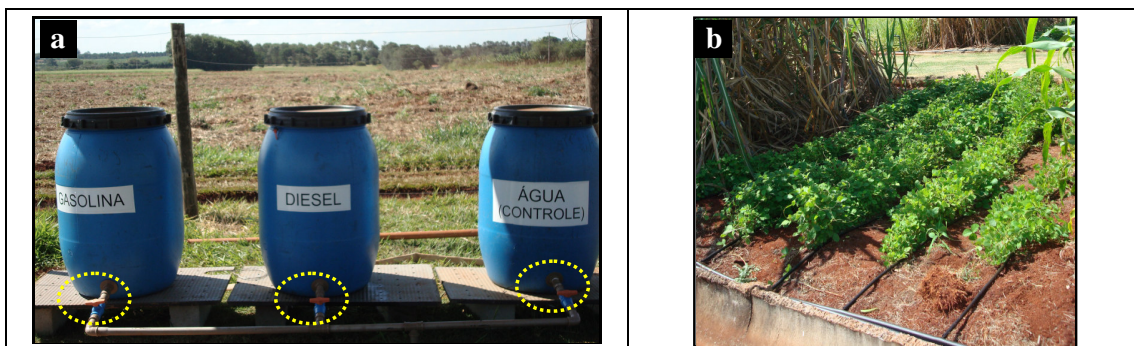 a
GASOLINA
DIESEL
ÁGUA
(CONTROLE)
b